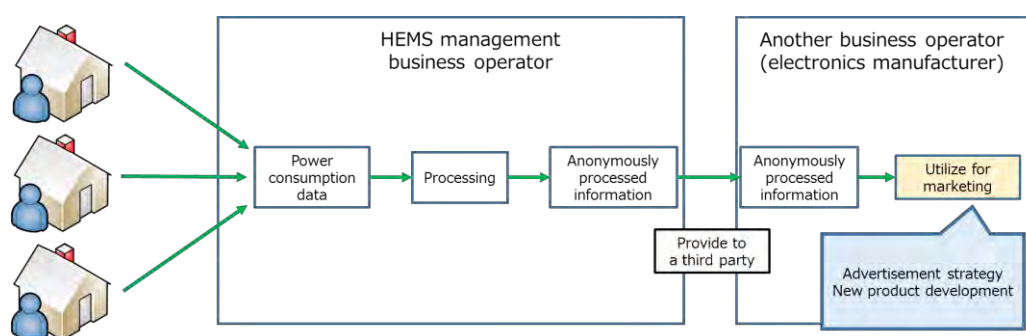 HEMS management
business operator
Another business operator
(electronics manufacturer)
Power
consumption
data
Processing
Anonymously
processed
information
Anonymously
processed
information
Utilize for
marketing
Provide to
a third party
Advertisement strategy
New product development